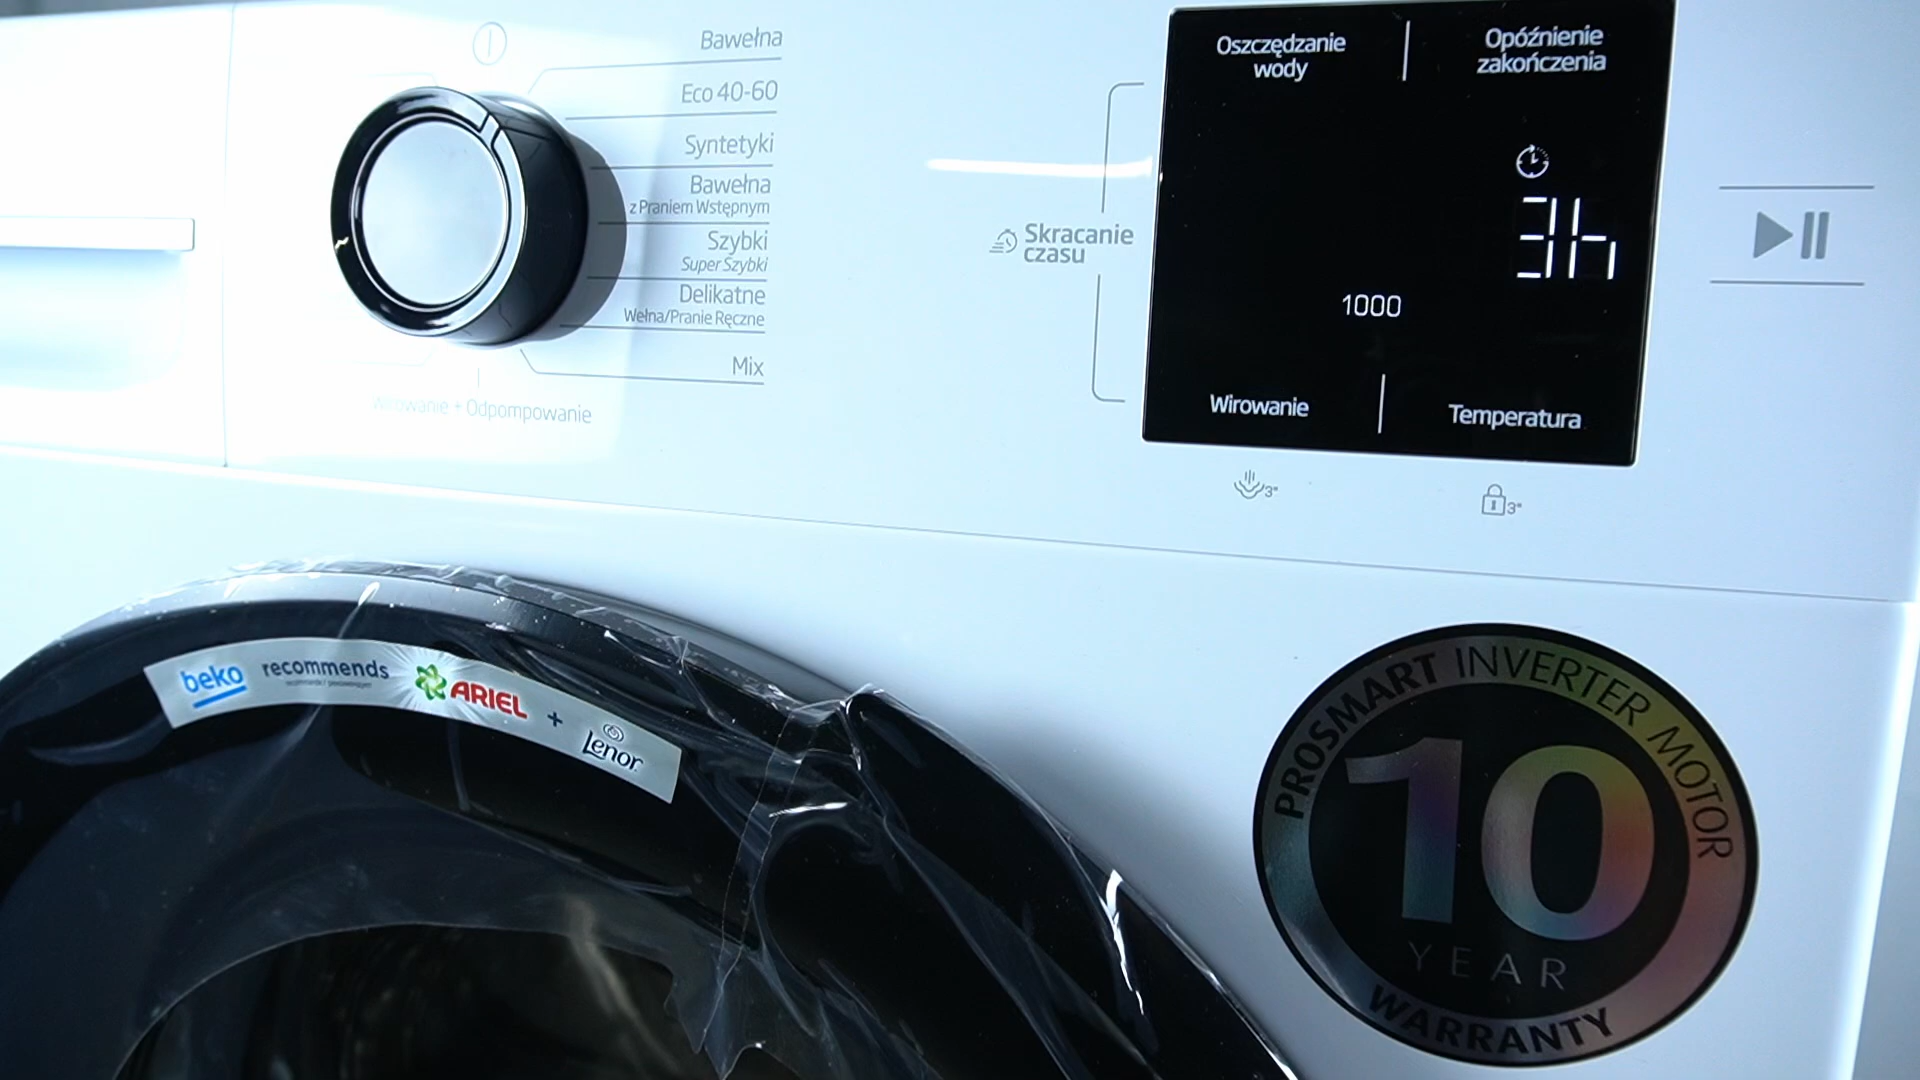 Bawełna
Eco 40-60
Syntetyki
Bawełna
z Praniem Wstępnym
Szybki
Super Szybki
Delikatne
Wełna/Pranie Ręczne
Mix
Wirowanie + Odpompowanie
Skracanie
czasu
Oszczędzanie
wody
Opóźnienie
zakończenia
3h
1000
Wirowanie
Temperatura
3"
3"
beko recommends ARIEL + Lenor
PROSMART INVERTER MOTOR
10
YEAR
WARRANTY